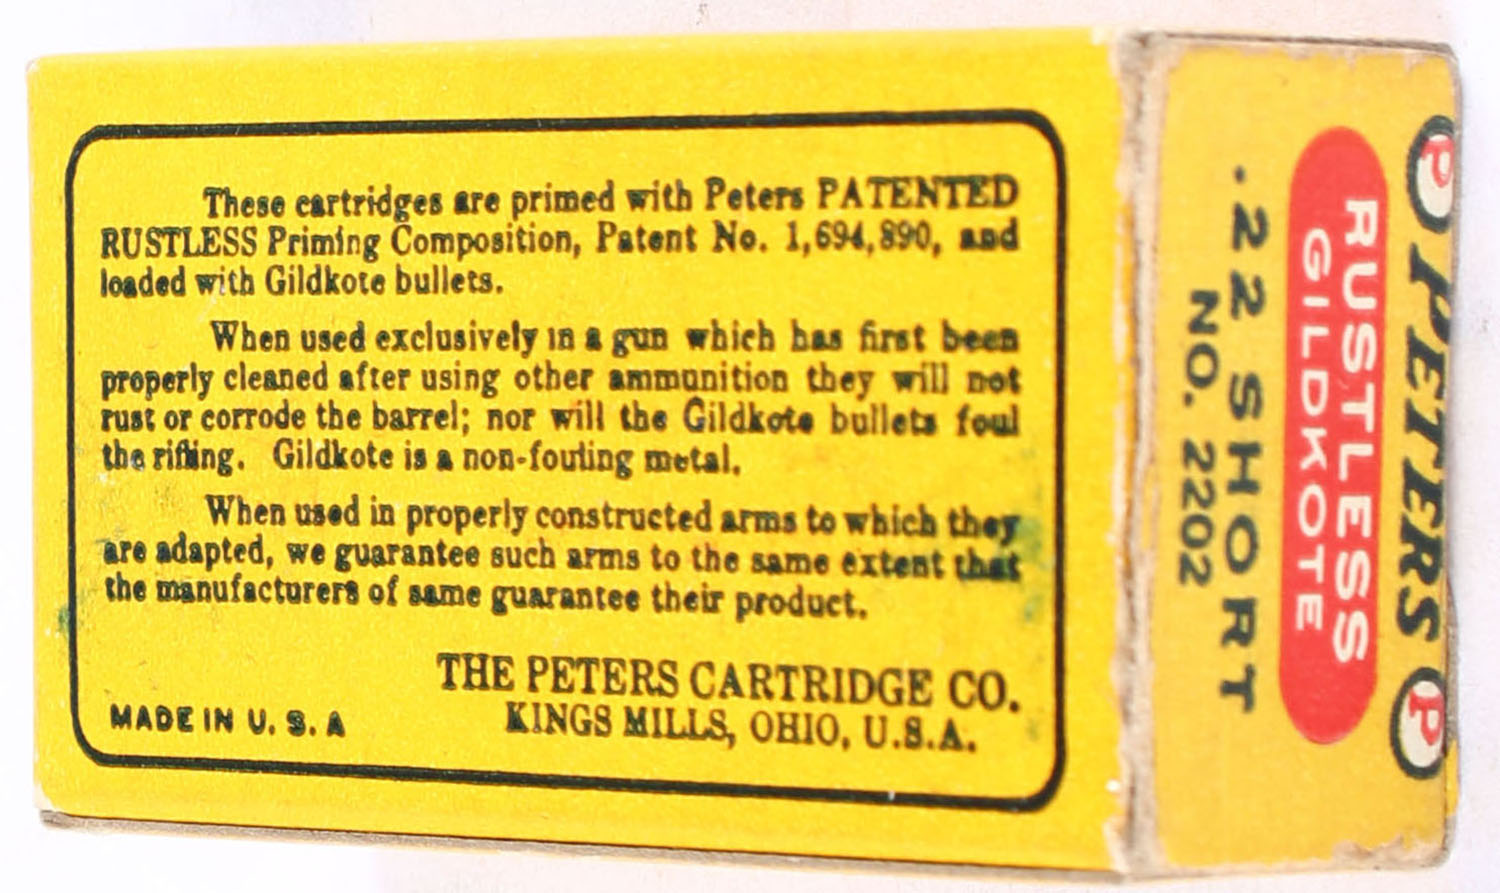 These cartridges are primed with Peters PATENTED
RUSTLESS Priming Composition, Patent No. 1,694,890, and
loaded with Gildkote bullets.
When used exclusively in a gun which has first been
properly cleaned after using other ammunition they will not
rust or corrode the barrel; nor will the Gildkote bullets foul
the rifling. Gildkote is a non-fouling metal.
When used in properly constructed arms to which they
are adapted, we guarantee such arms to the same extent that
the manufacturers of same guarantee their product.
THE PETERS CARTRIDGE CO.
KINGS MILLS, OHIO, U.S.A.
MADE IN U. S. A
P PETERS P
RUSTLESS
GILDKOTE
.22 SHORT
NO. 2202